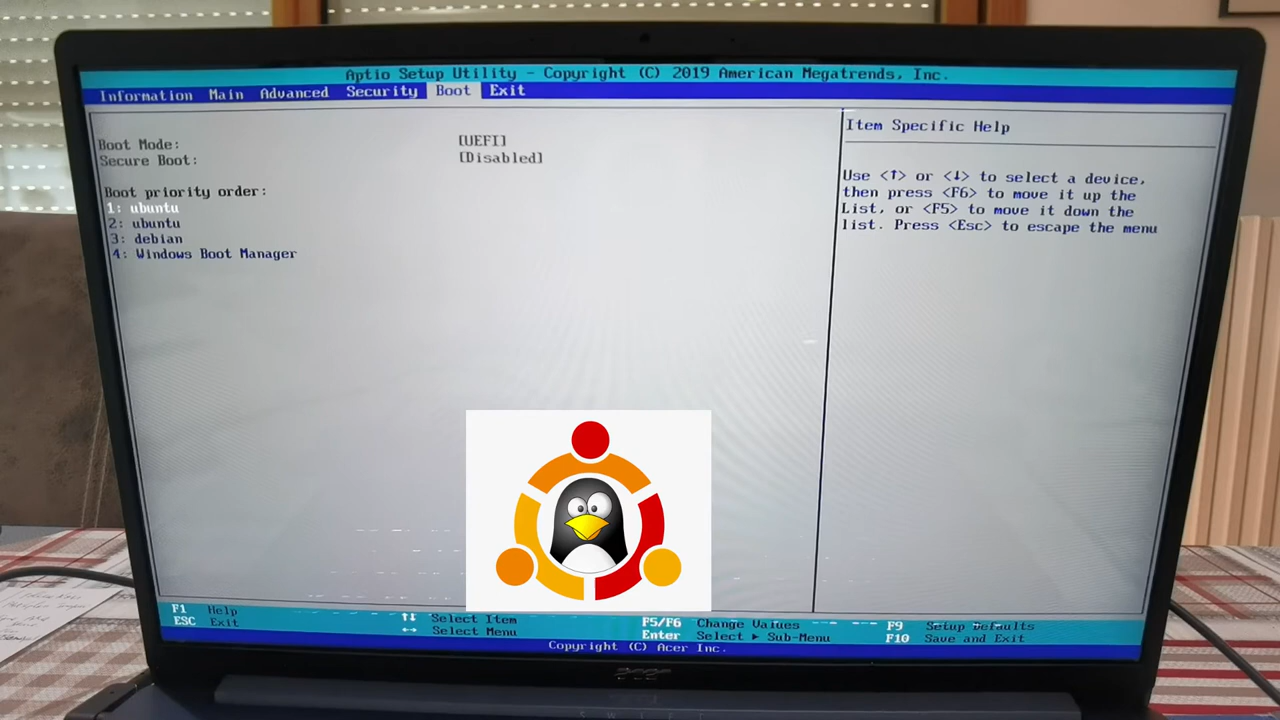 Aptio Setup Utility - Copyright (C) 2019 American Megatrends, Inc.
Information Main Advanced Security Boot Exit
Boot Mode: [UEFI]
Secure Boot: [Disabled]
Boot priority order:
1: ubuntu
2: ubuntu
3: debian
4: Windows Boot Manager
Item Specific Help
Use <↑> or <↓> to select a device,
then press <F6> to move it up the
List, or <F5> to move it down the
list. Press <Esc> to escape the menu
F1 Help ↑↓ Select Item F5/F6 Change Values F9 Setup Defaults
ESC Exit ↔ Select Menu Enter Select ► Sub-Menu F10 Save and Exit
Copyright (C) Acer Inc.
acer
SWIFT